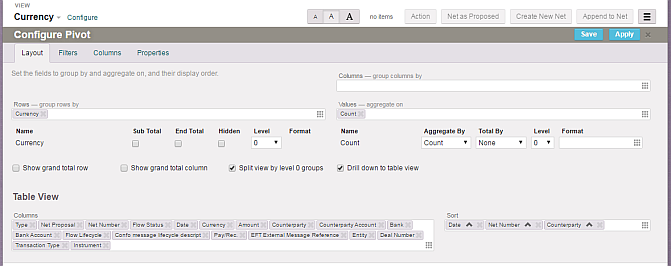 VIEW
Currency Configure
A A A no items Action Net as Proposed Create New Net Append to Net
Configure Pivot Save Apply
Layout Filters Columns Properties
Set the fields to group by and aggregate on, and their display order.
Columns — group columns by
Rows — group rows by Values — aggregate on
Currency Count
Name Sub Total End Total Hidden Level Format Name Aggregate By Total By Level Format
Currency 0 Count Count None 0
Show grand total row Show grand total column Split view by level 0 groups Drill down to table view
Table View
Columns Sort
Type Net Proposal Net Number Flow Status Date Currency Amount Counterparty Counterparty Account Bank Date Net Number Counterparty
Bank Account Flow Lifecycle Confo message lifecycle descript Pay/Rec. EFT External Message Reference Entity Deal Number
Transaction Type Instrument